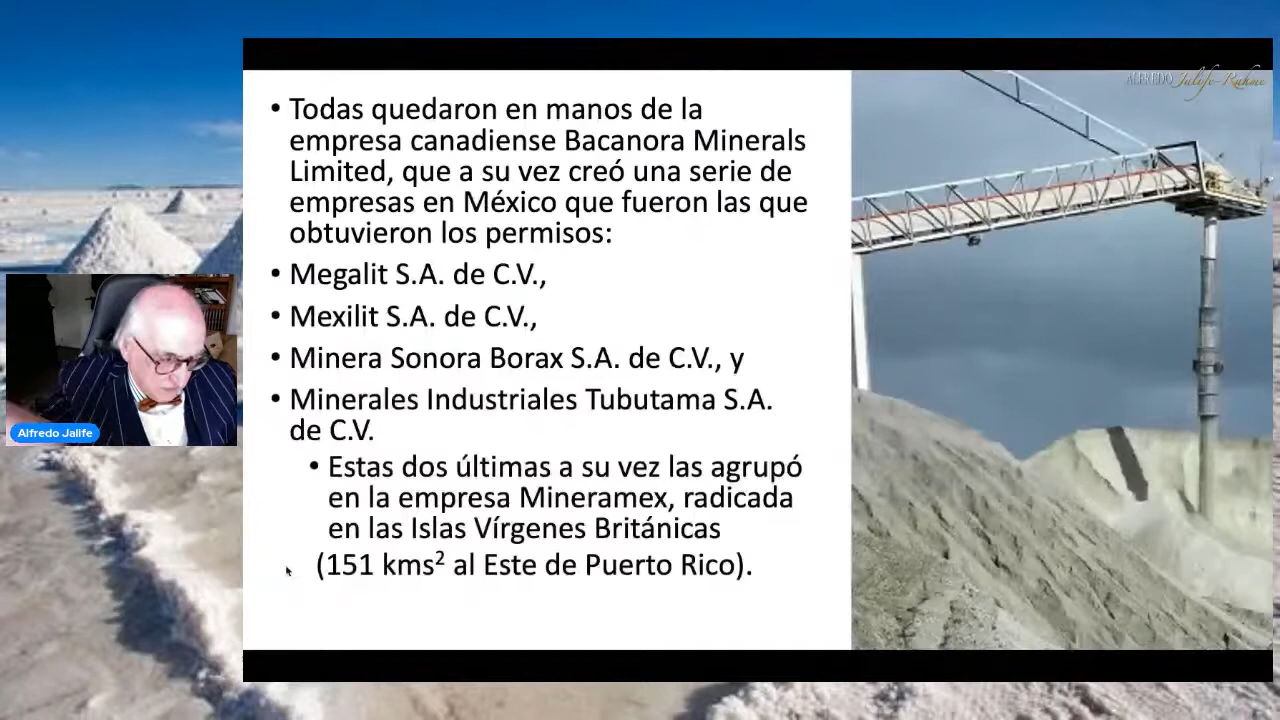 ALFREDO Jalife-Rahme
• Todas quedaron en manos de la
empresa canadiense Bacanora Minerals
Limited, que a su vez creó una serie de
empresas en México que fueron las que
obtuvieron los permisos:
• Megalit S.A. de C.V.,
• Mexilit S.A. de C.V.,
• Minera Sonora Borax S.A. de C.V., y
• Minerales Industriales Tubutama S.A.
de C.V.
• Estas dos últimas a su vez las agrupó
en la empresa Mineramex, radicada
en las Islas Vírgenes Británicas
(151 kms² al Este de Puerto Rico).
Alfredo Jalife